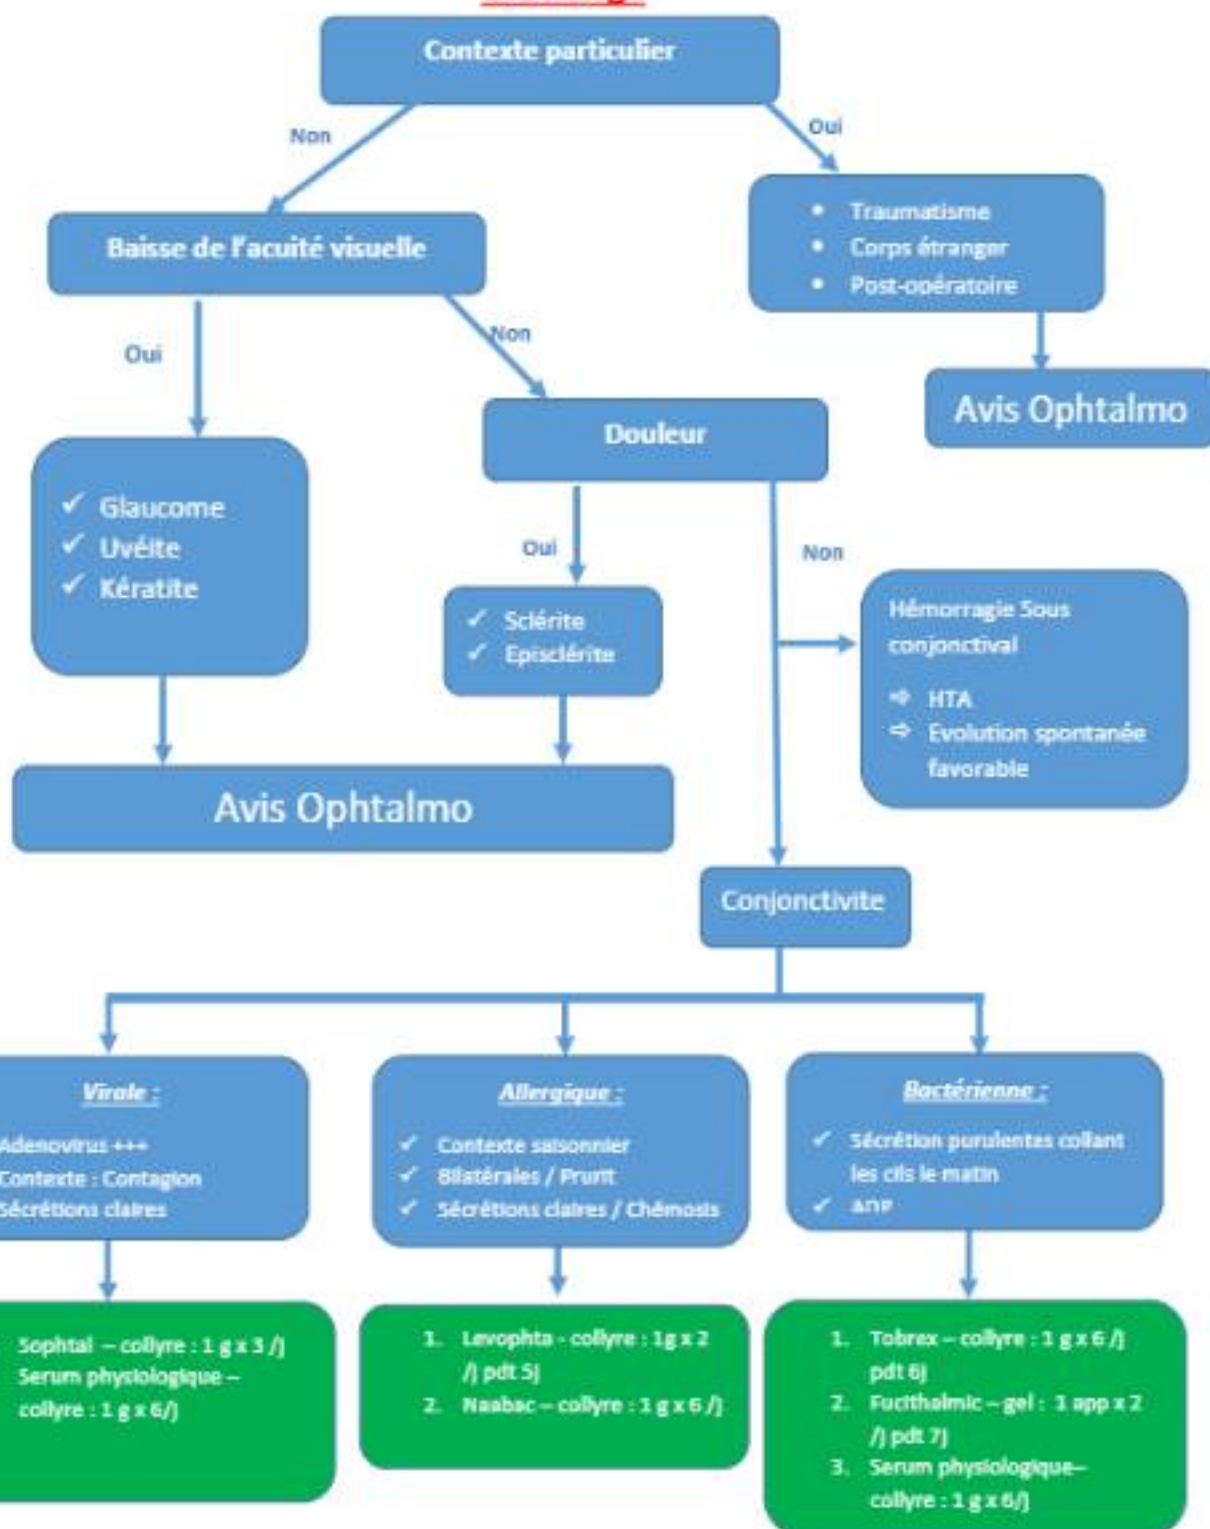 Contexte particulier
Non
Oui
Traumatisme
Corps étranger
Post-opératoire
Baisse de l'acuité visuelle
Oui
Non
Avis Ophtalmo
Douleur
Glaucome
Uvéite
Kératite
Oui
Non
Sclérite
Episclérite
Hémorragie Sous
conjonctival
HTA
Evolution spontanée
favorable
Avis Ophtalmo
Conjonctivite
Virale :
Adenovirus +++
Contexte : Contagion
Sécrétions claires
Allergique :
Contexte saisonnier
Bilatérales / Prurit
Sécrétions claires / Chémosis
Bactérienne :
Sécrétion purulentes collant
les cils le matin
ADP
Sophtal – collyre : 1 g x 3 /j
Serum physiologique –
collyre : 1 g x 6/j
1. Levophta - collyre : 1g x 2
/j pdt 5j
2. Naabac – collyre : 1 g x 6 /j
1. Tobrex – collyre : 1 g x 6 /j
pdt 6j
2. Fucithalmic – gel : 1 app x 2
/j pdt 7j
3. Serum physiologique–
collyre : 1 g x 6/j